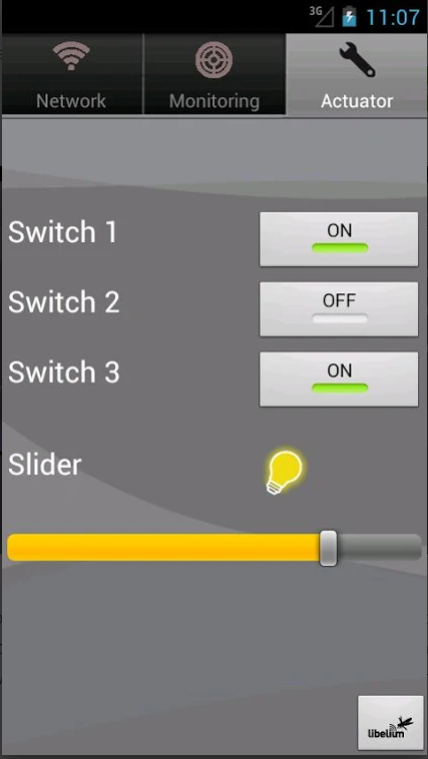 3G 11:07
Network Monitoring Actuator
Switch 1 ON
Switch 2 OFF
Switch 3 ON
Slider
libelium